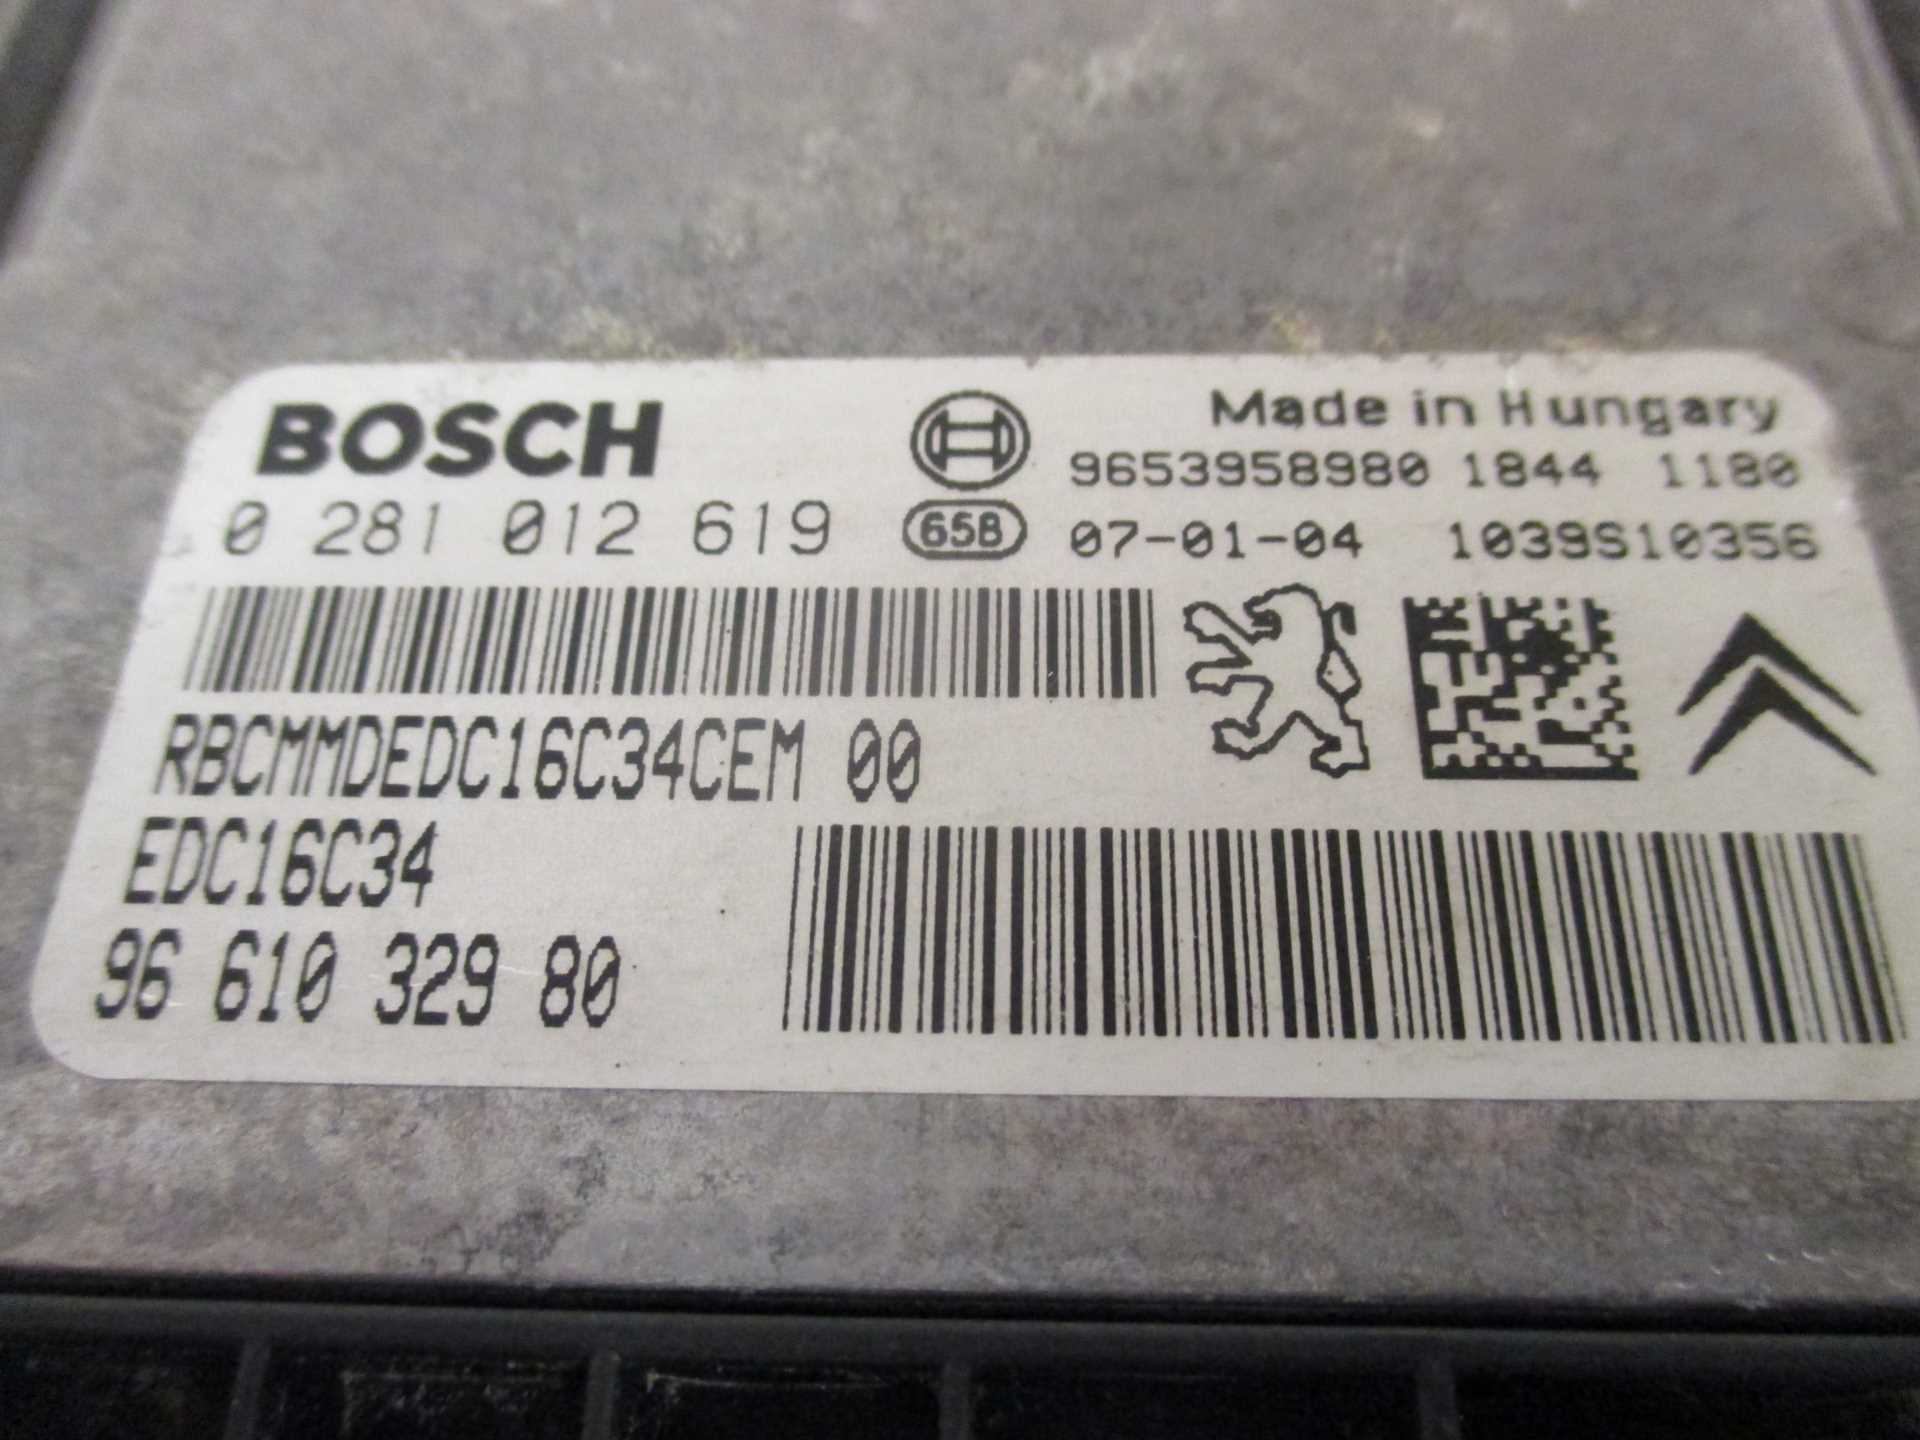 BOSCH
Made in Hungary
9653958980 1844 1180
0 281 012 619
65B
07-01-04 1039S10356
RBCMMDEDC16C34CEM 00
EDC16C34
96 610 329 80